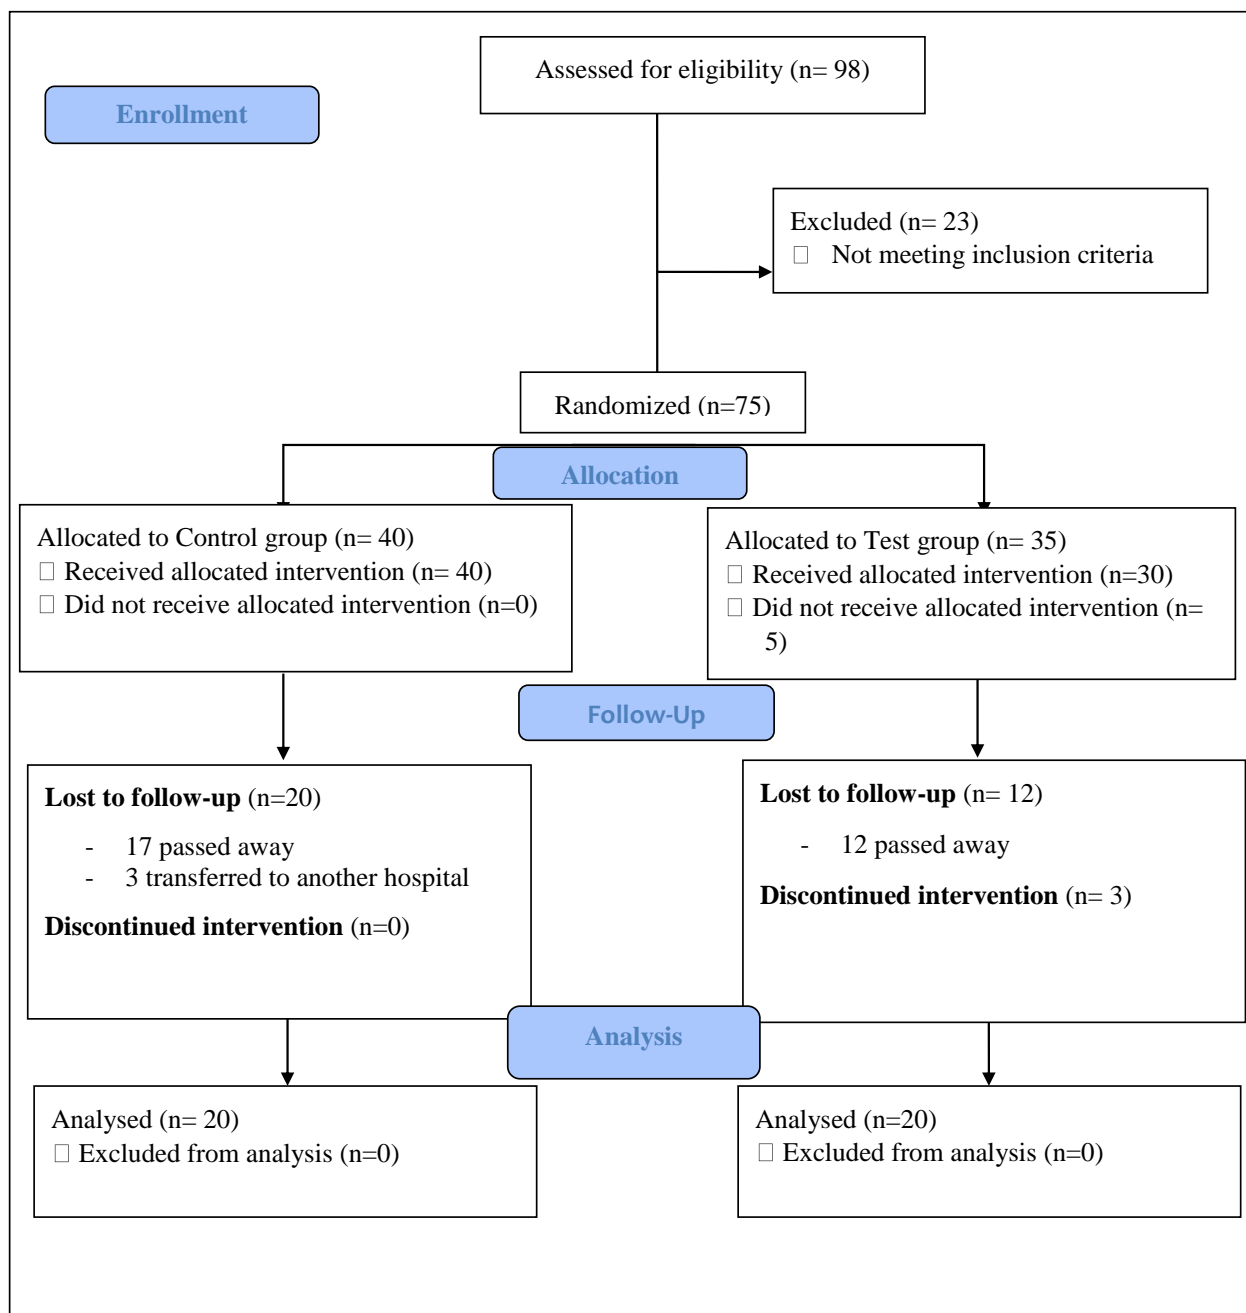 Assessed for eligibility (n= 98)
Enrollment
Excluded (n= 23)
□ Not meeting inclusion criteria
Randomized (n=75)
Allocation
Allocated to Control group (n= 40)
□ Received allocated intervention (n= 40)
□ Did not receive allocated intervention (n=0)
Allocated to Test group (n= 35)
□ Received allocated intervention (n=30)
□ Did not receive allocated intervention (n=
5)
Follow-Up
Lost to follow-up (n=20)
- 17 passed away
- 3 transferred to another hospital
Discontinued intervention (n=0)
Lost to follow-up (n= 12)
- 12 passed away
Discontinued intervention (n= 3)
Analysis
Analysed (n= 20)
□ Excluded from analysis (n=0)
Analysed (n=20)
□ Excluded from analysis (n=0)